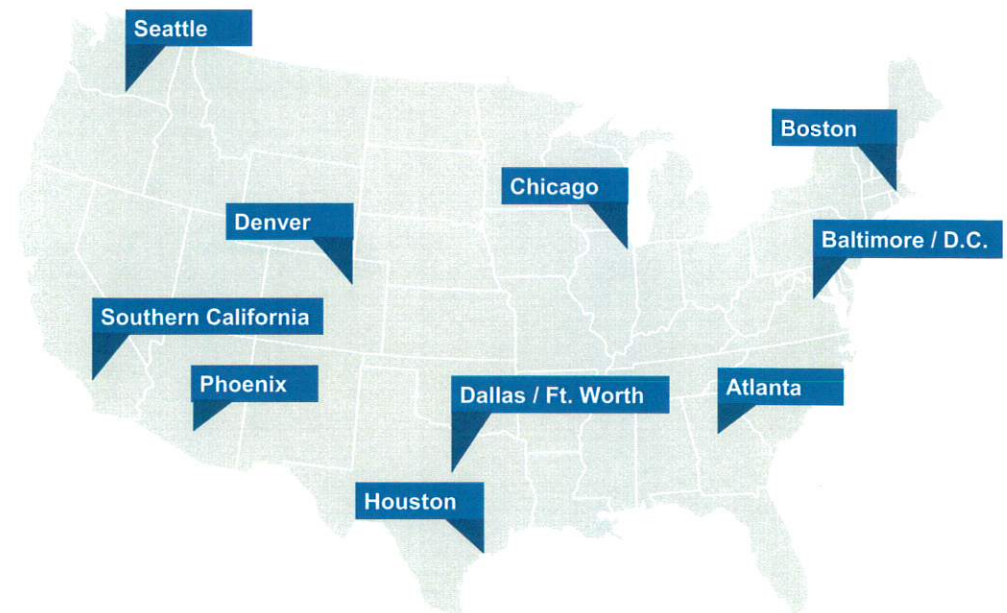 Seattle
Boston
Chicago
Denver
Baltimore / D.C.
Southern California
Phoenix
Dallas / Ft. Worth
Atlanta
Houston